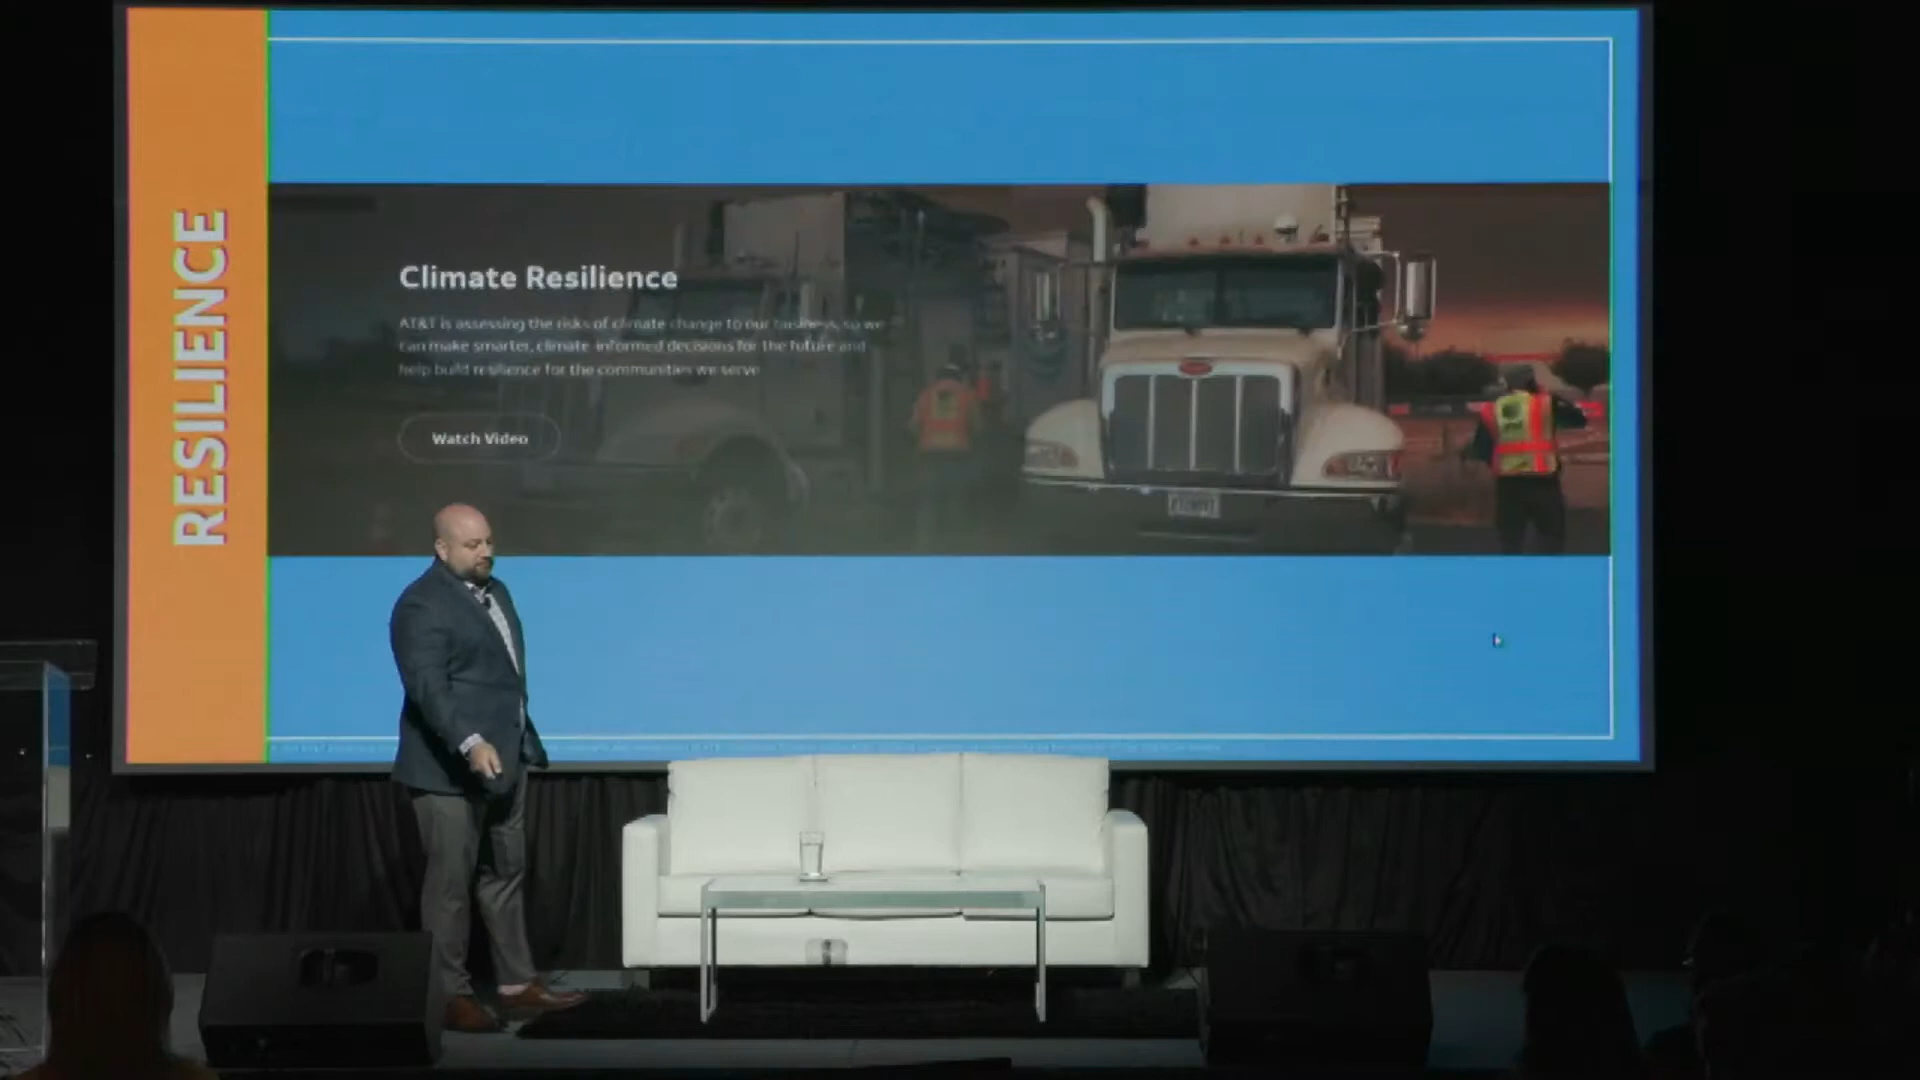 RESILIENCE
Climate Resilience
AT&T is assessing the risks of climate change to our business, so we
can make smarter, climate-informed decisions for the future and
help build resilience for the communities we serve
Watch Video